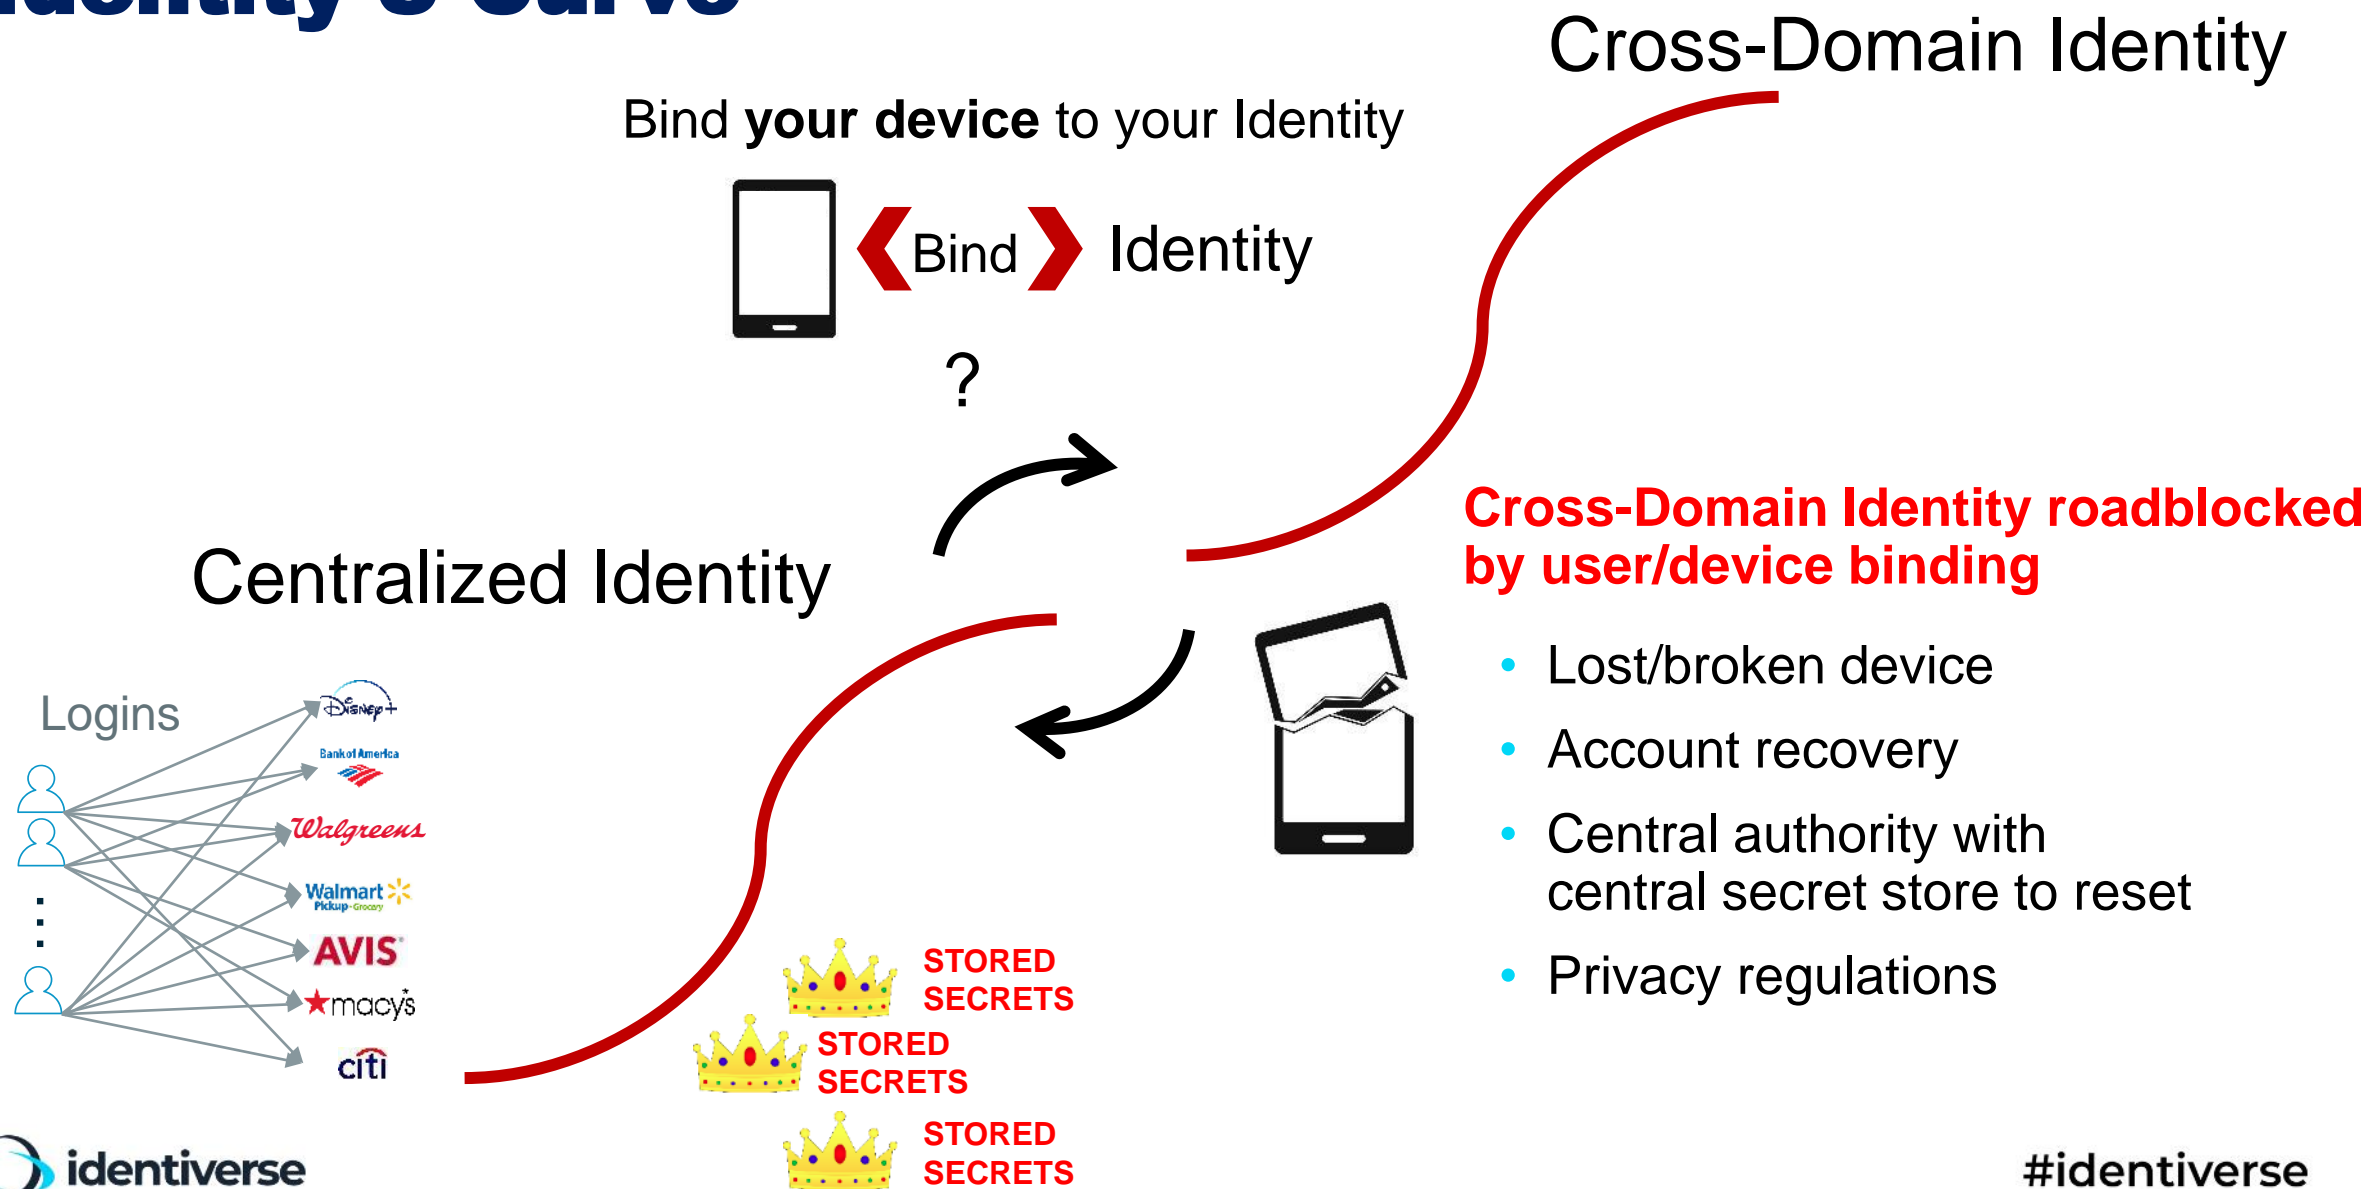 Identity S Curve
Cross-Domain Identity
Bind your device to your Identity
Bind
Identity
?
Centralized Identity
Cross-Domain Identity roadblocked
by user/device binding
Lost/broken device
Account recovery
Central authority with
central secret store to reset
Privacy regulations
Logins
Disney+
Bank of America
Walgreens
Walmart
Pickup-Grocery
AVIS
macy's
citi
STORED
SECRETS
STORED
SECRETS
STORED
SECRETS
identiverse
#identiverse